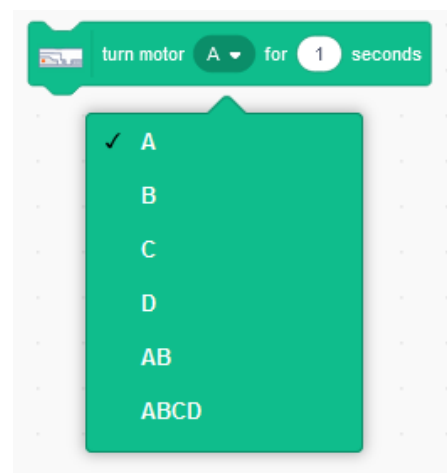 turn motor A for 1 seconds
✓ A
B
C
D
AB
ABCD